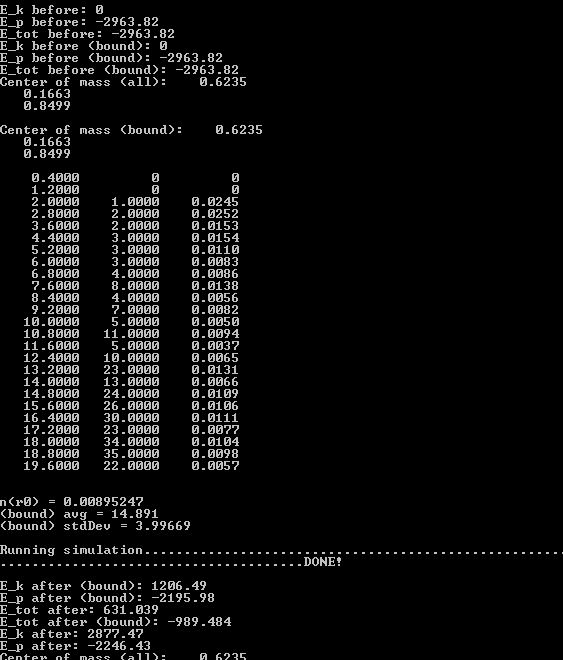 E_k before: 0
E_p before: -2963.82
E_tot before: -2963.82
E_k before (bound): 0
E_p before (bound): -2963.82
E_tot before (bound): -2963.82
Center of mass (all): 0.6235
0.1663
0.8499
Center of mass (bound): 0.6235
0.1663
0.8499
0.4000 0 0
1.2000 0 0
2.0000 1.0000 0.0245
2.8000 2.0000 0.0252
3.6000 2.0000 0.0153
4.4000 3.0000 0.0154
5.2000 3.0000 0.0110
6.0000 3.0000 0.0083
6.8000 4.0000 0.0086
7.6000 8.0000 0.0138
8.4000 4.0000 0.0056
9.2000 7.0000 0.0082
10.0000 5.0000 0.0050
10.8000 11.0000 0.0094
11.6000 5.0000 0.0037
12.4000 10.0000 0.0065
13.2000 23.0000 0.0131
14.0000 13.0000 0.0066
14.8000 24.0000 0.0109
15.6000 26.0000 0.0106
16.4000 30.0000 0.0111
17.2000 23.0000 0.0077
18.0000 34.0000 0.0104
18.8000 35.0000 0.0098
19.6000 22.0000 0.0057
n(r0) = 0.00895247
(bound) avg = 14.891
(bound) stdDev = 3.99669
Running simulation.....................................................
......................................DONE!
E_k after (bound): 1206.49
E_p after (bound): -2195.98
E_tot after: 631.039
E_tot after (bound): -989.484
E_k after: 2877.47
E_p after: -2246.43
Center of mass (all): 0.6235